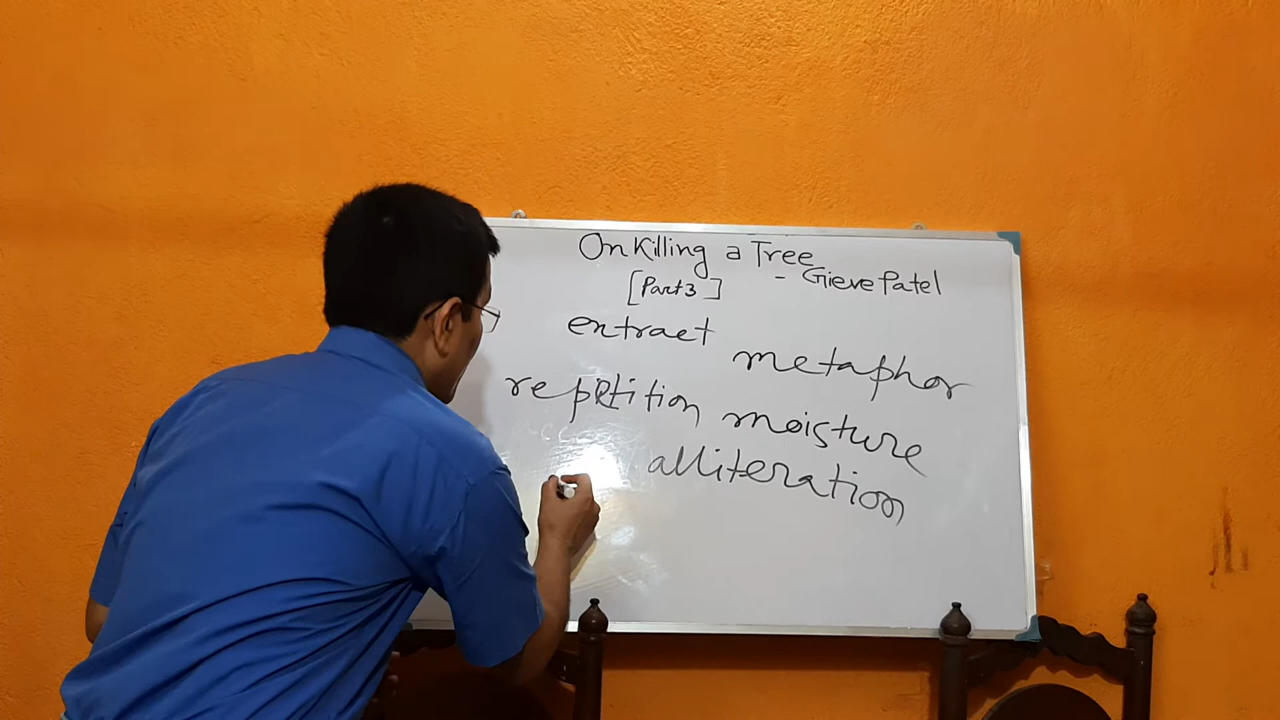 On Killing a Tree
- Gieve Patel
[Part 3]
extract
metaphor
repetition
moisture
alliteration